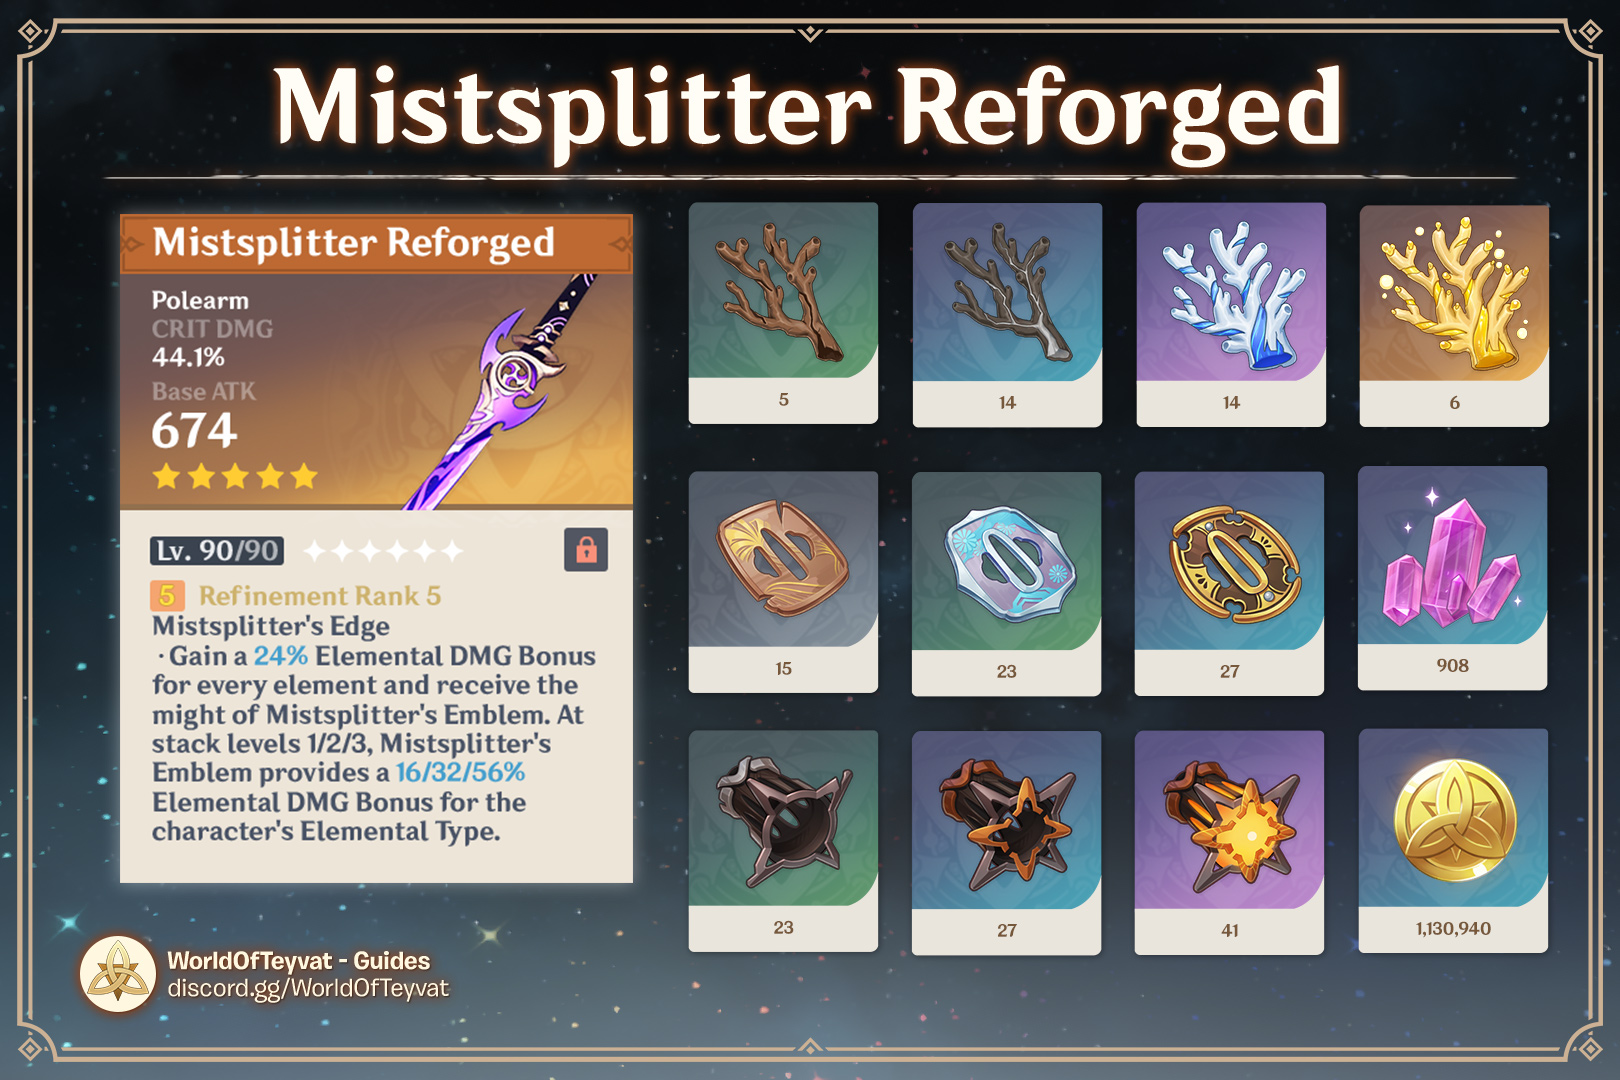 Mistsplitter Reforged
Mistsplitter Reforged
Polearm
CRIT DMG
44.1%
Base ATK
674
Lv. 90/90
5 Refinement Rank 5
Mistsplitter's Edge
·Gain a 24% Elemental DMG Bonus
for every element and receive the
might of Mistsplitter's Emblem. At
stack levels 1/2/3, Mistsplitter's
Emblem provides a 16/32/56%
Elemental DMG Bonus for the
character's Elemental Type.
5
14
14
6
15
23
27
908
23
27
41
1,130,940
WorldOfTeyvat - Guides
discord.gg/WorldOfTeyvat